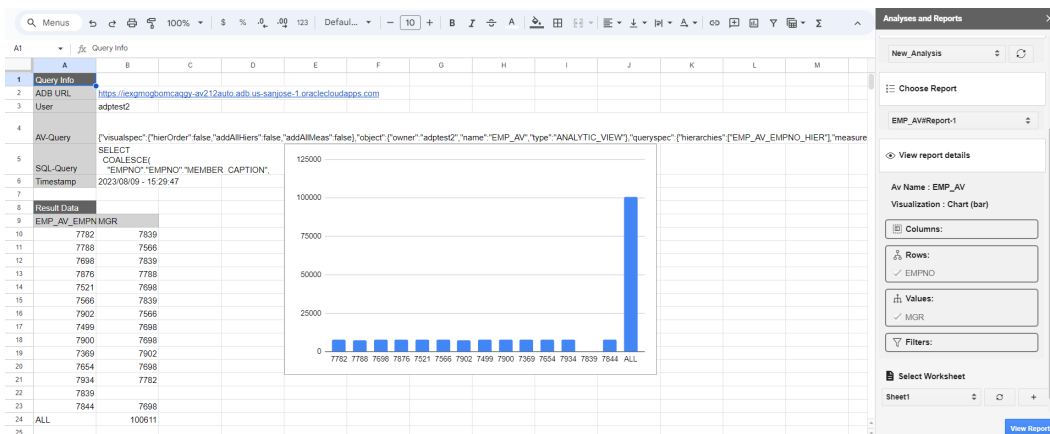 Menus 100% $ % .0 .00 123 Defaul... 10 B I A
A1 fx Query Info
A B C D E F G H I J K L M
1 Query Info
2 ADB URL https://iexgmogbomcaqgy-av212auto.adb.us-sanjose-1.oraclecloudapps.com
3 User adptest2
4 AV-Query {"visualspec":{"hierOrder":false,"addAllHiers":false,"addAllMeas":false},"object":{"owner":"adptest2","name":"EMP_AV","type":"ANALYTIC_VIEW"},"queryspec":{"hierarchies":["EMP_AV_EMPNO_HIER"],"measure
SELECT
5 COALESCE(
SQL-Query "EMPNO"."EMPNO"."MEMBER_CAPTION",
6 Timestamp 2023/08/09 - 15:29:47
7
8 Result Data
9 EMP_AV_EMPN MGR
10 7782 7839
11 7788 7566
12 7698 7839
13 7876 7788
14 7521 7698
15 7566 7839
16 7902 7566
17 7499 7698
18 7900 7698
19 7369 7902
20 7654 7698
21 7934 7782
22 7839
23 7844 7698
24 ALL 100611
25
125000
100000
75000
50000
25000
0
7782 7788 7698 7876 7521 7566 7902 7499 7900 7369 7654 7934 7839 7844 ALL
Analyses and Reports
New_Analysis
Choose Report
EMP_AV#Report-1
View report details
Av Name : EMP_AV
Visualization : Chart (bar)
Columns:
Rows:
EMPNO
Values:
MGR
Filters:
Select Worksheet
Sheet1
View Report